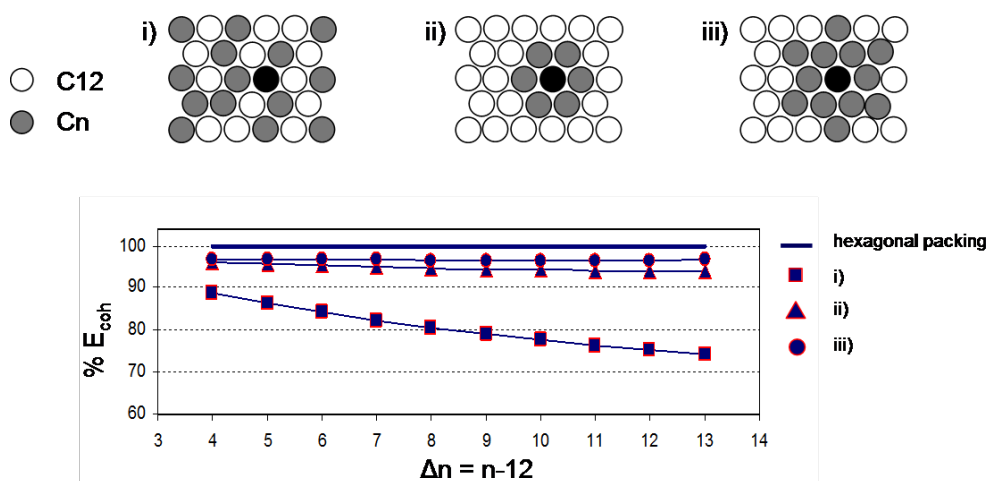 i)
ii)
iii)
C12
Cn
100
90
80
70
60
% E_coh
3 4 5 6 7 8 9 10 11 12 13 14
Δn = n-12
hexagonal packing
i)
ii)
iii)